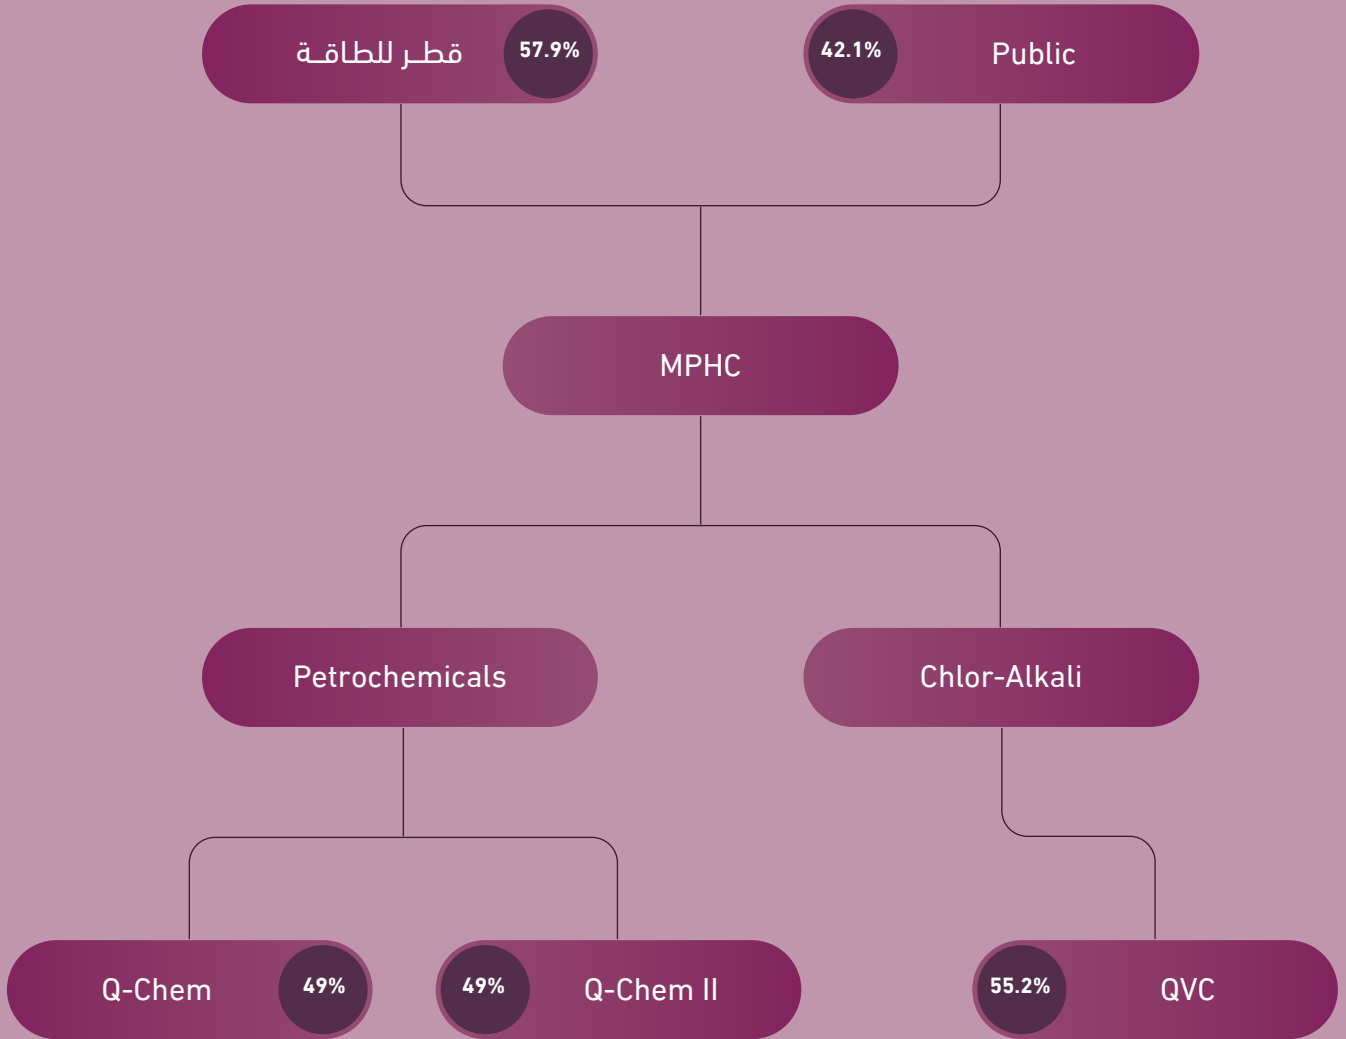 قطر للطاقة
57.9%
42.1%
Public
MPHC
Petrochemicals
Chlor-Alkali
Q-Chem
49%
49%
Q-Chem II
55.2%
QVC